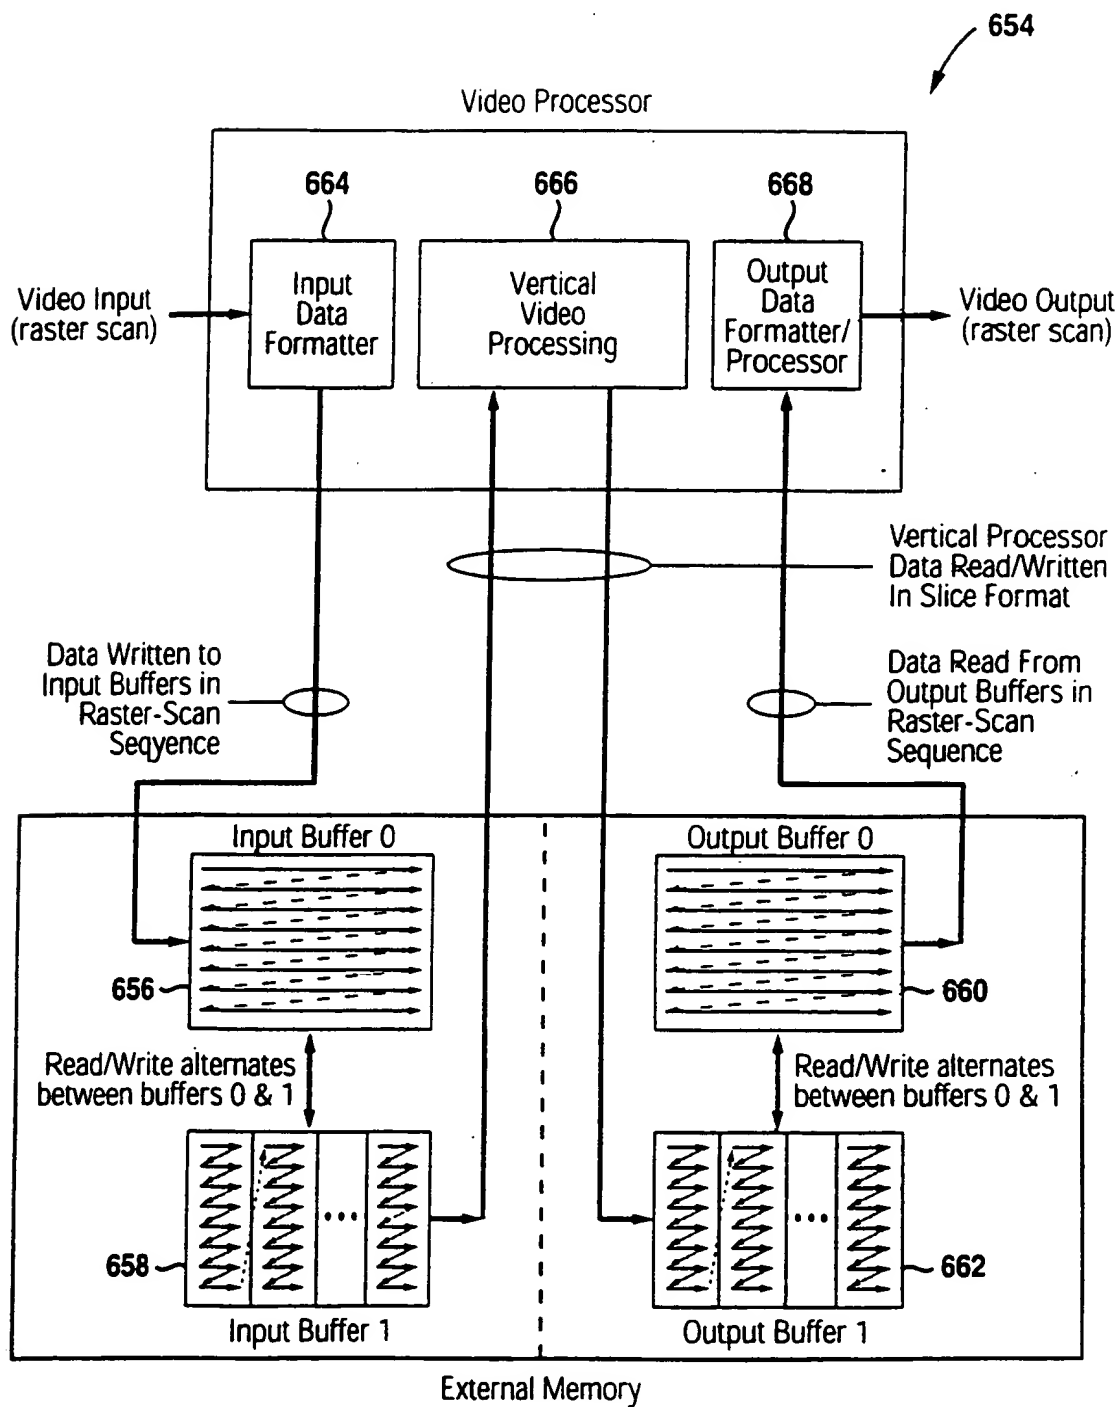 654
Video Processor
664
666
668
Input
Data
Formatter
Vertical
Video
Processing
Output
Data
Formatter/
Processor
Video Input
(raster scan)
Video Output
(raster scan)
Vertical Processor
Data Read/Written
In Slice Format
Data Written to
Input Buffers in
Raster-Scan
Seqyence
Data Read From
Output Buffers in
Raster-Scan
Sequence
Input Buffer 0
Output Buffer 0
656
660
Read/Write alternates
between buffers 0 & 1
Read/Write alternates
between buffers 0 & 1
658
662
Input Buffer 1
Output Buffer 1
External Memory